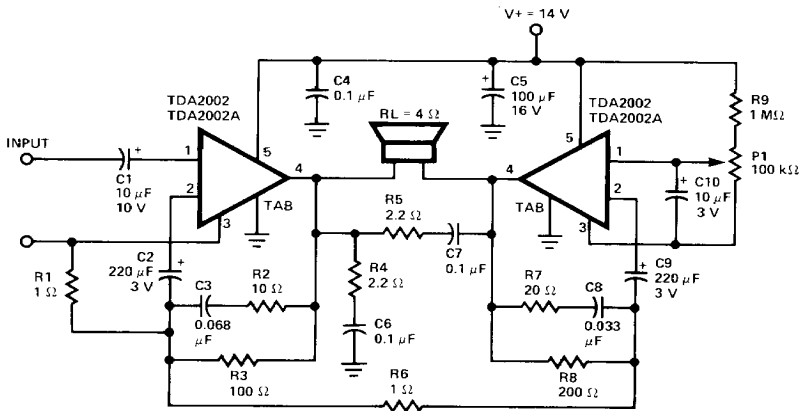 V+ = 14 V
C4
0.1 µF
C5
100 µF
16 V
+
TDA2002
TDA2002A
RL = 4 Ω
TDA2002
TDA2002A
R9
1 MΩ
INPUT
+
C1
10 µF
10 V
1
2
5
4
3
TAB
4
5
1
2
3
TAB
P1
100 kΩ
+
C10
10 µF
3 V
R5
2.2 Ω
C7
0.1 µF
R1
1 Ω
C2
220 µF
3 V
+
C3
0.068
µF
R2
10 Ω
R4
2.2 Ω
C6
0.1 µF
R7
20 Ω
C8
0.033
µF
+
C9
220 µF
3 V
R3
100 Ω
R8
200 Ω
R6
1 Ω